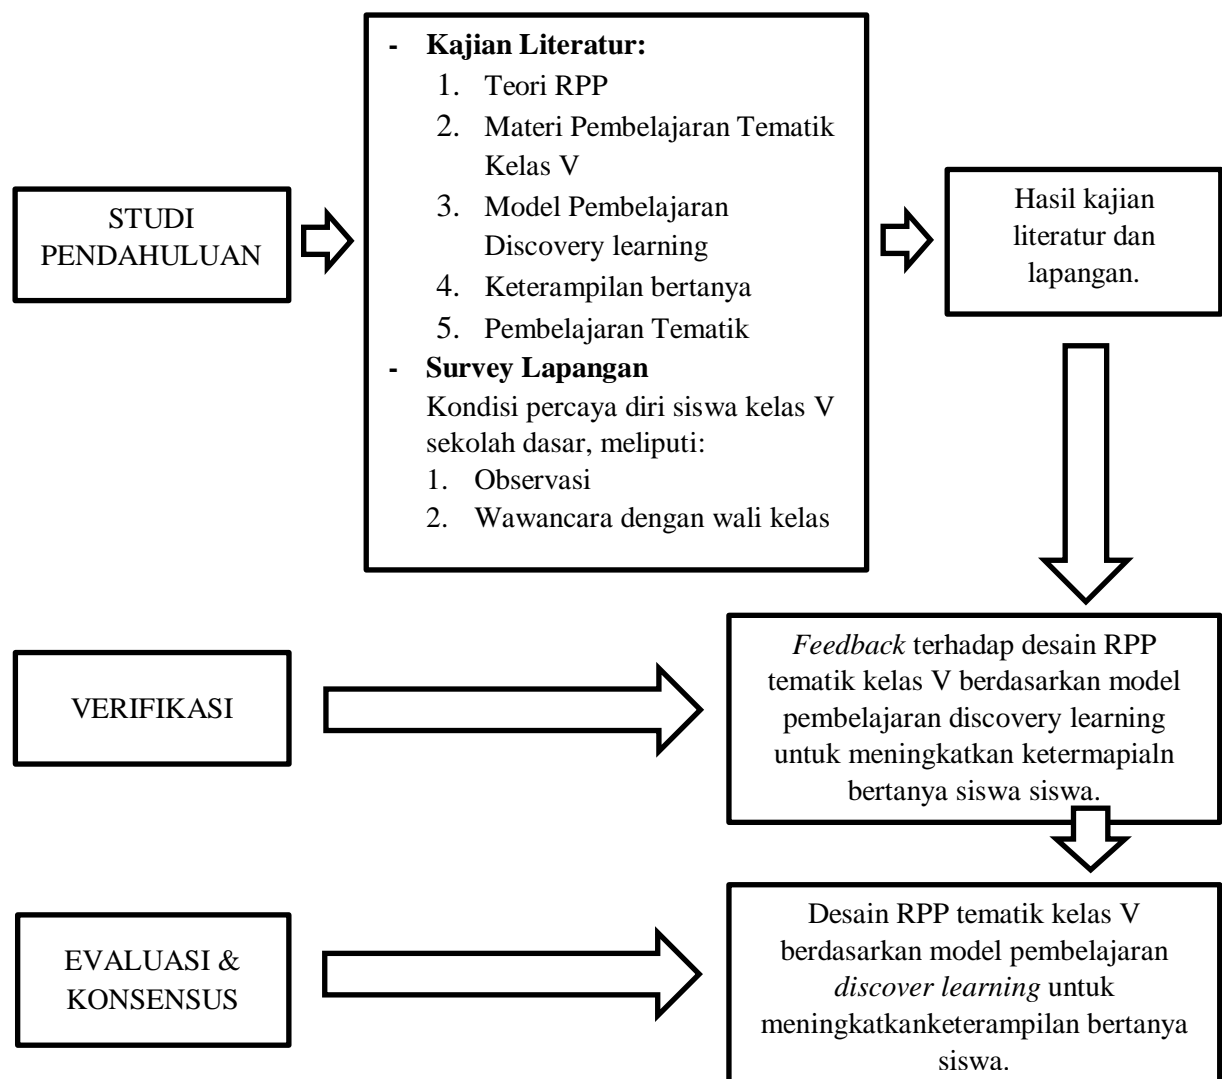 STUDI
PENDAHULUAN
- Kajian Literatur:
1. Teori RPP
2. Materi Pembelajaran Tematik
Kelas V
3. Model Pembelajaran
Discovery learning
4. Keterampilan bertanya
5. Pembelajaran Tematik
- Survey Lapangan
Kondisi percaya diri siswa kelas V
sekolah dasar, meliputi:
1. Observasi
2. Wawancara dengan wali kelas
Hasil kajian
literatur dan
lapangan.
VERIFIKASI
Feedback terhadap desain RPP
tematik kelas V berdasarkan model
pembelajaran discovery learning
untuk meningkatkan ketermapialn
bertanya siswa siswa.
EVALUASI &
KONSENSUS
Desain RPP tematik kelas V
berdasarkan model pembelajaran
discover learning untuk
meningkatkanketerampilan bertanya
siswa.